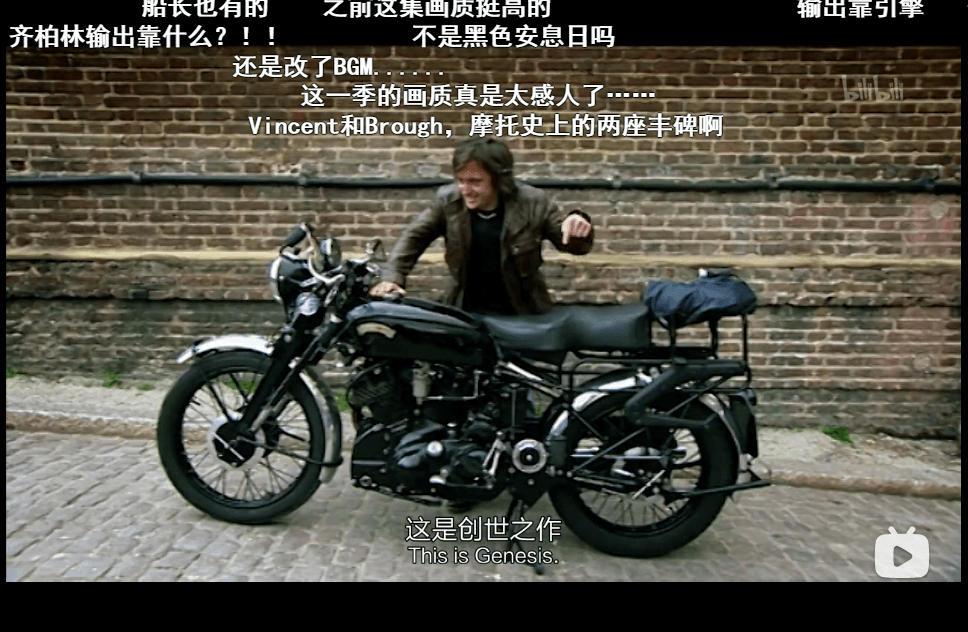 船长也有的 之前这集画质挺高的 输出靠引擎
齐柏林输出靠什么？！！ 不是黑色安息日吗
还是改了BGM......
这一季的画质真是太感人了……
bilibili
Vincent和Brough，摩托史上的两座丰碑啊
这是创世之作
This is Genesis.